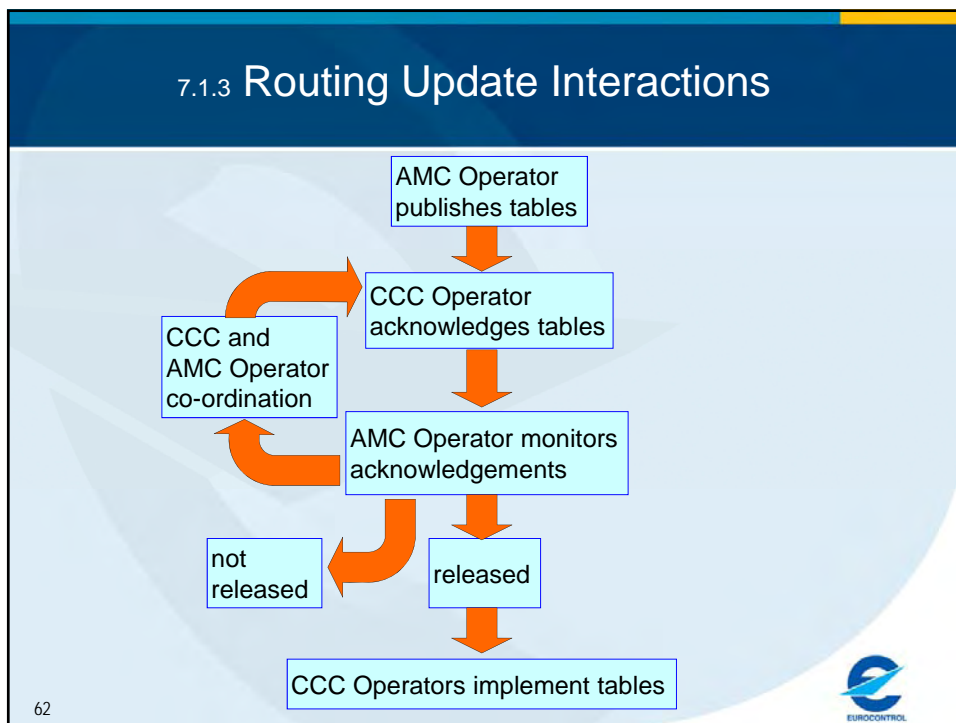 7.1.3 Routing Update Interactions
AMC Operator
publishes tables
CCC Operator
acknowledges tables
CCC and
AMC Operator
co-ordination
AMC Operator monitors
acknowledgements
not
released
released
CCC Operators implement tables
62
EUROCONTROL